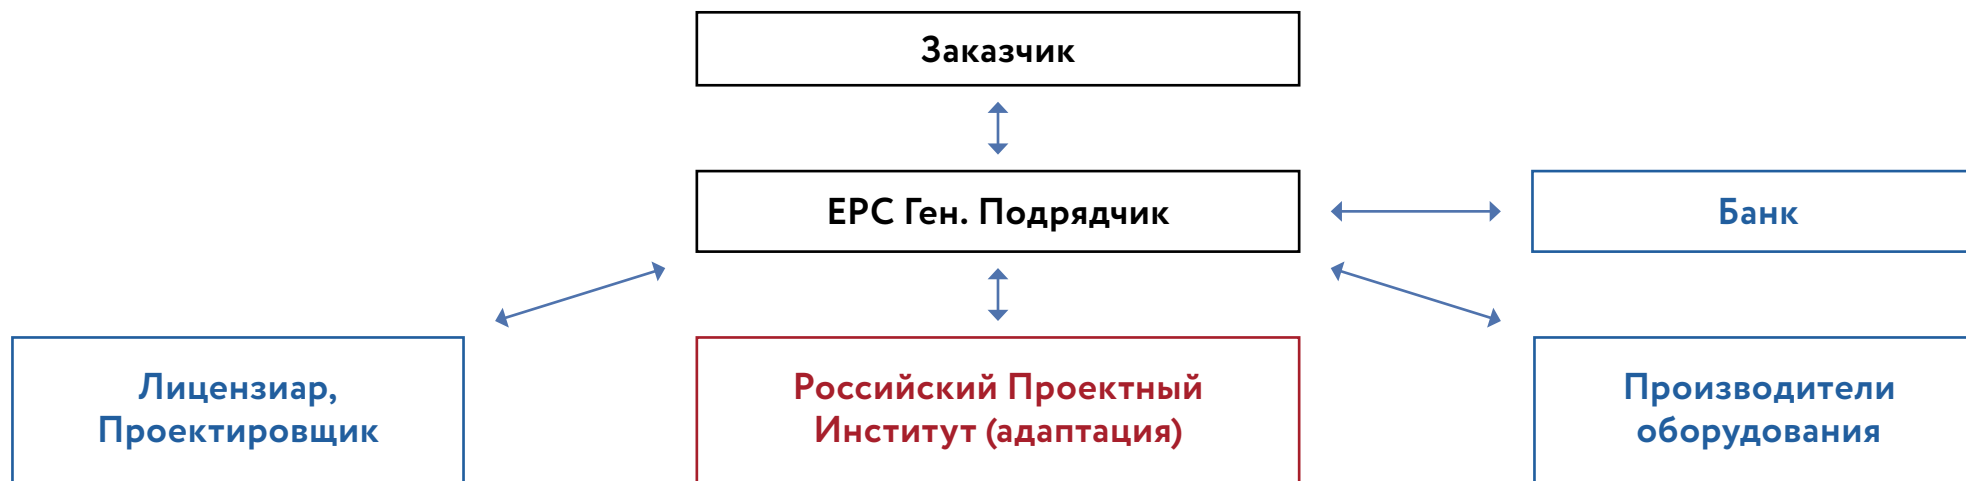 Заказчик
EPC Ген. Подрядчик
Банк
Лицензиар,
Проектировщик
Российский Проектный
Институт (адаптация)
Производители
оборудования